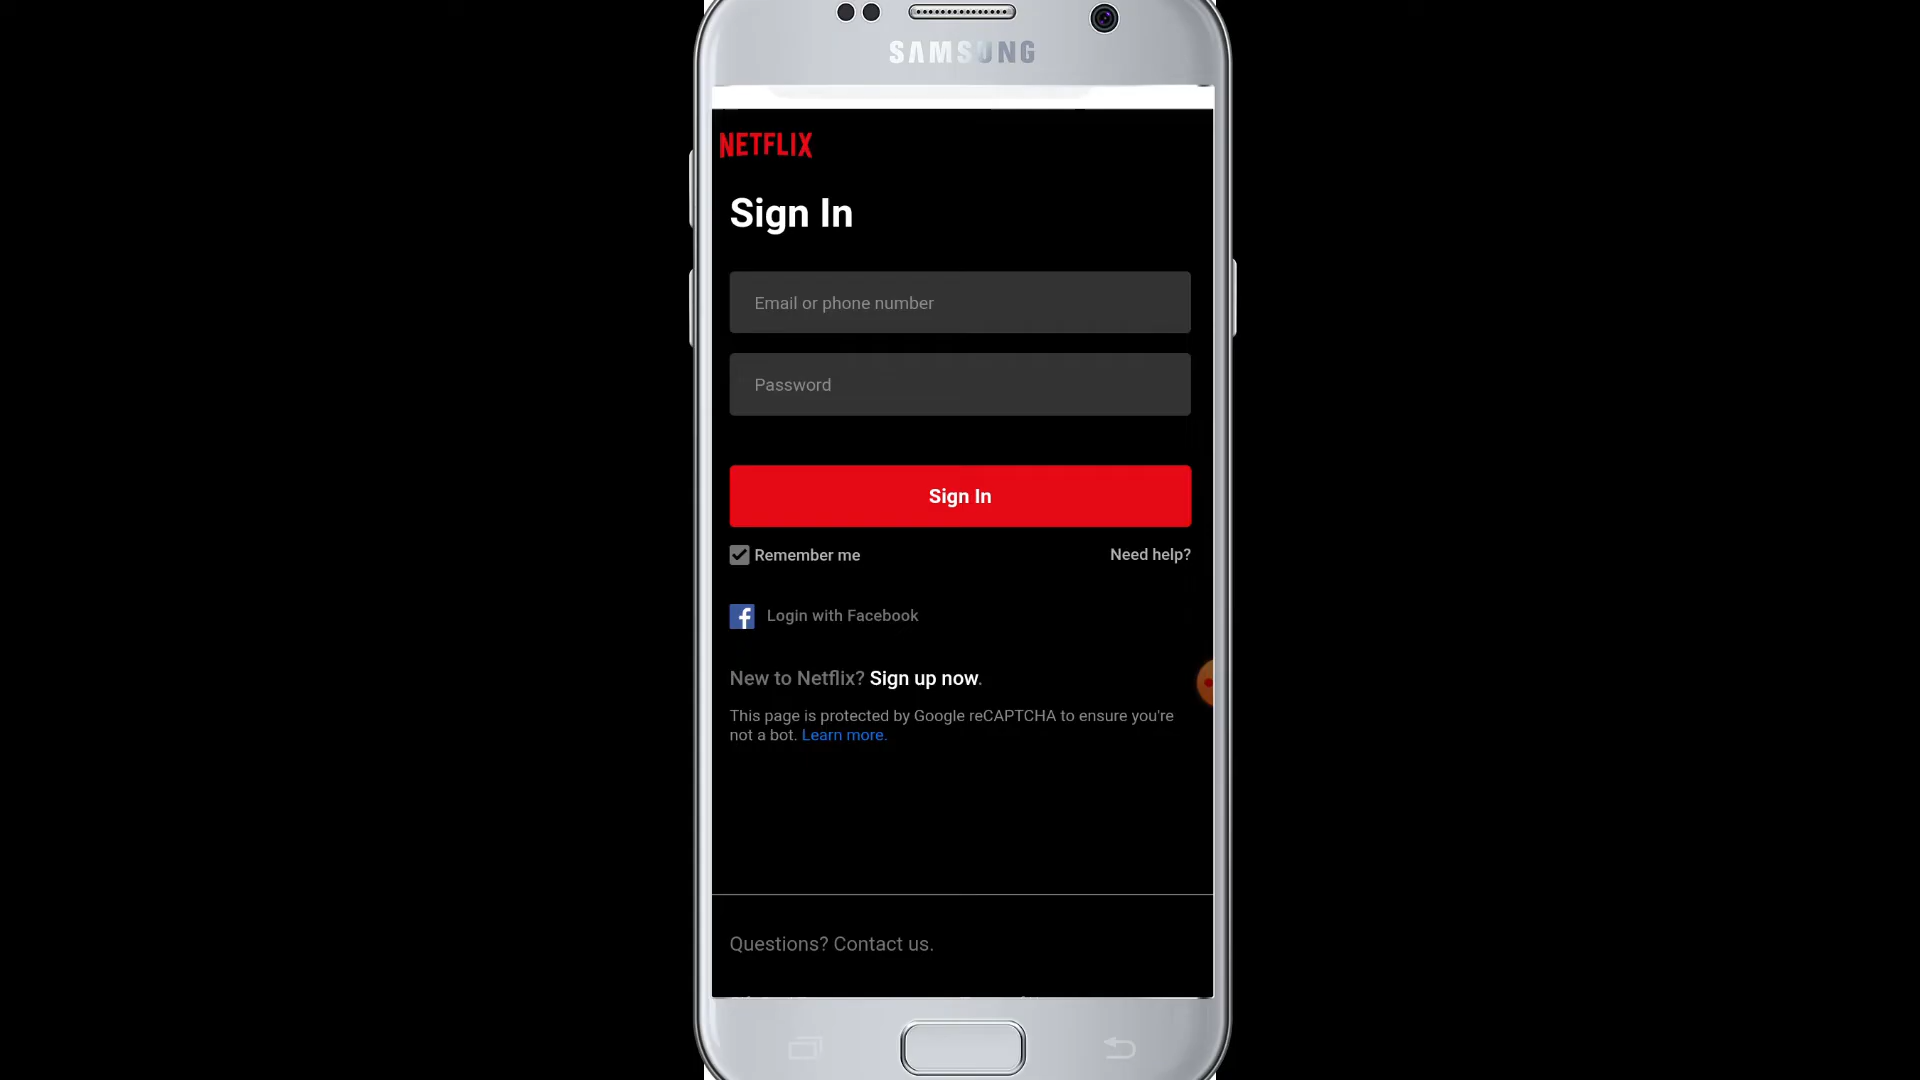 SAMSUNG
NETFLIX
Sign In
Email or phone number
Password
Sign In
Remember me
Need help?
Login with Facebook
New to Netflix? Sign up now.
This page is protected by Google reCAPTCHA to ensure you're
not a bot. Learn more.
Questions? Contact us.